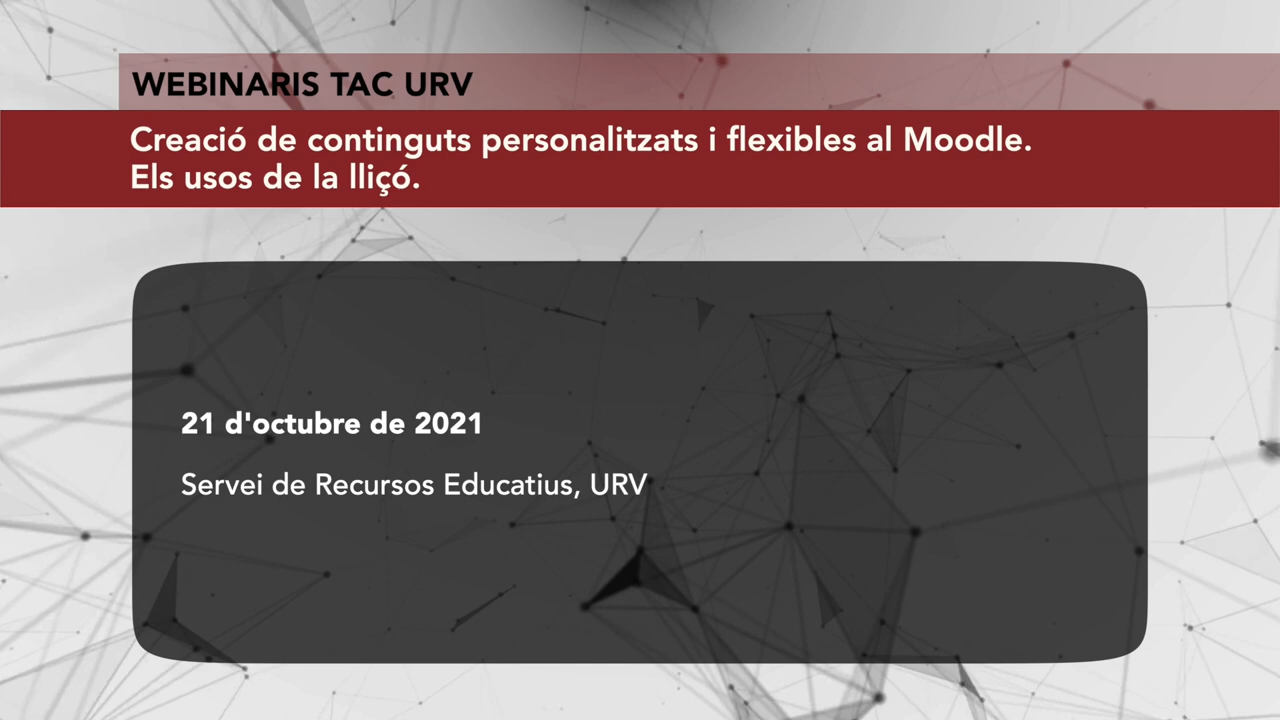 WEBINARIS TAC URV
Creació de continguts personalitzats i flexibles al Moodle.
Els usos de la lliçó.
21 d'octubre de 2021
Servei de Recursos Educatius, URV